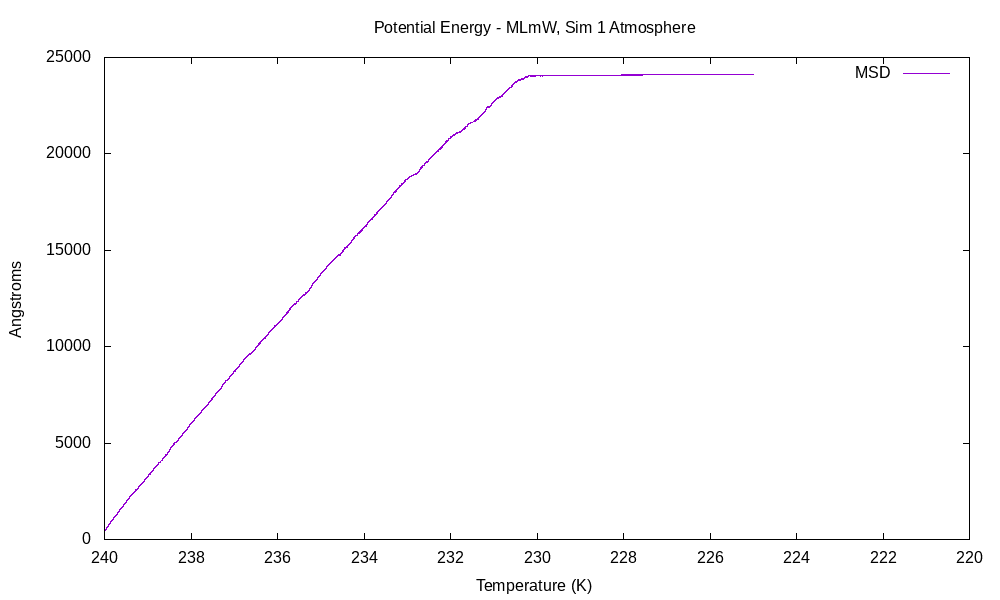 Potential Energy - MLmW, Sim 1 Atmosphere
MSD
25000
20000
15000
10000
5000
0
Angstroms
240 238 236 234 232 230 228 226 224 222 220
Temperature (K)